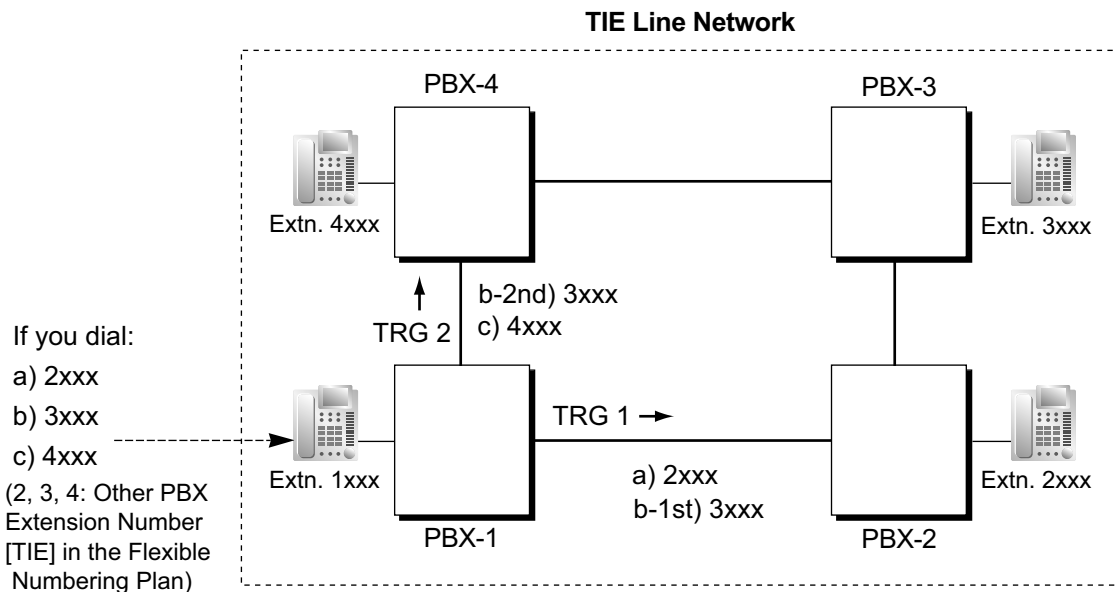 TIE Line Network
PBX-4
PBX-3
Extn. 4xxx
Extn. 3xxx
b-2nd) 3xxx
TRG 2
c) 4xxx
If you dial:
a) 2xxx
b) 3xxx
c) 4xxx
(2, 3, 4: Other PBX
Extension Number
[TIE] in the Flexible
Numbering Plan)
TRG 1
Extn. 1xxx
a) 2xxx
b-1st) 3xxx
Extn. 2xxx
PBX-1
PBX-2